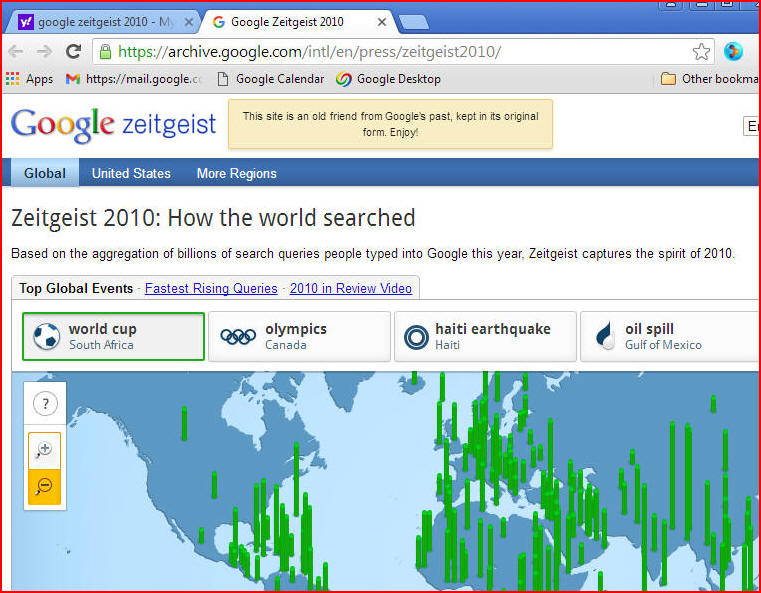 google zeitgeist 2010 - My
Google Zeitgeist 2010
https://archive.google.com/intl/en/press/zeitgeist2010/
Apps
https://mail.google.cc
Google Calendar
Google Desktop
Other bookma
Google zeitgeist
This site is an old friend from Google's past, kept in its original
form. Enjoy!
Global
United States
More Regions
Zeitgeist 2010: How the world searched
Based on the aggregation of billions of search queries people typed into Google this year, Zeitgeist captures the spirit of 2010.
Top Global Events · Fastest Rising Queries · 2010 in Review Video
world cup
South Africa
olympics
Canada
haiti earthquake
Haiti
oil spill
Gulf of Mexico
?